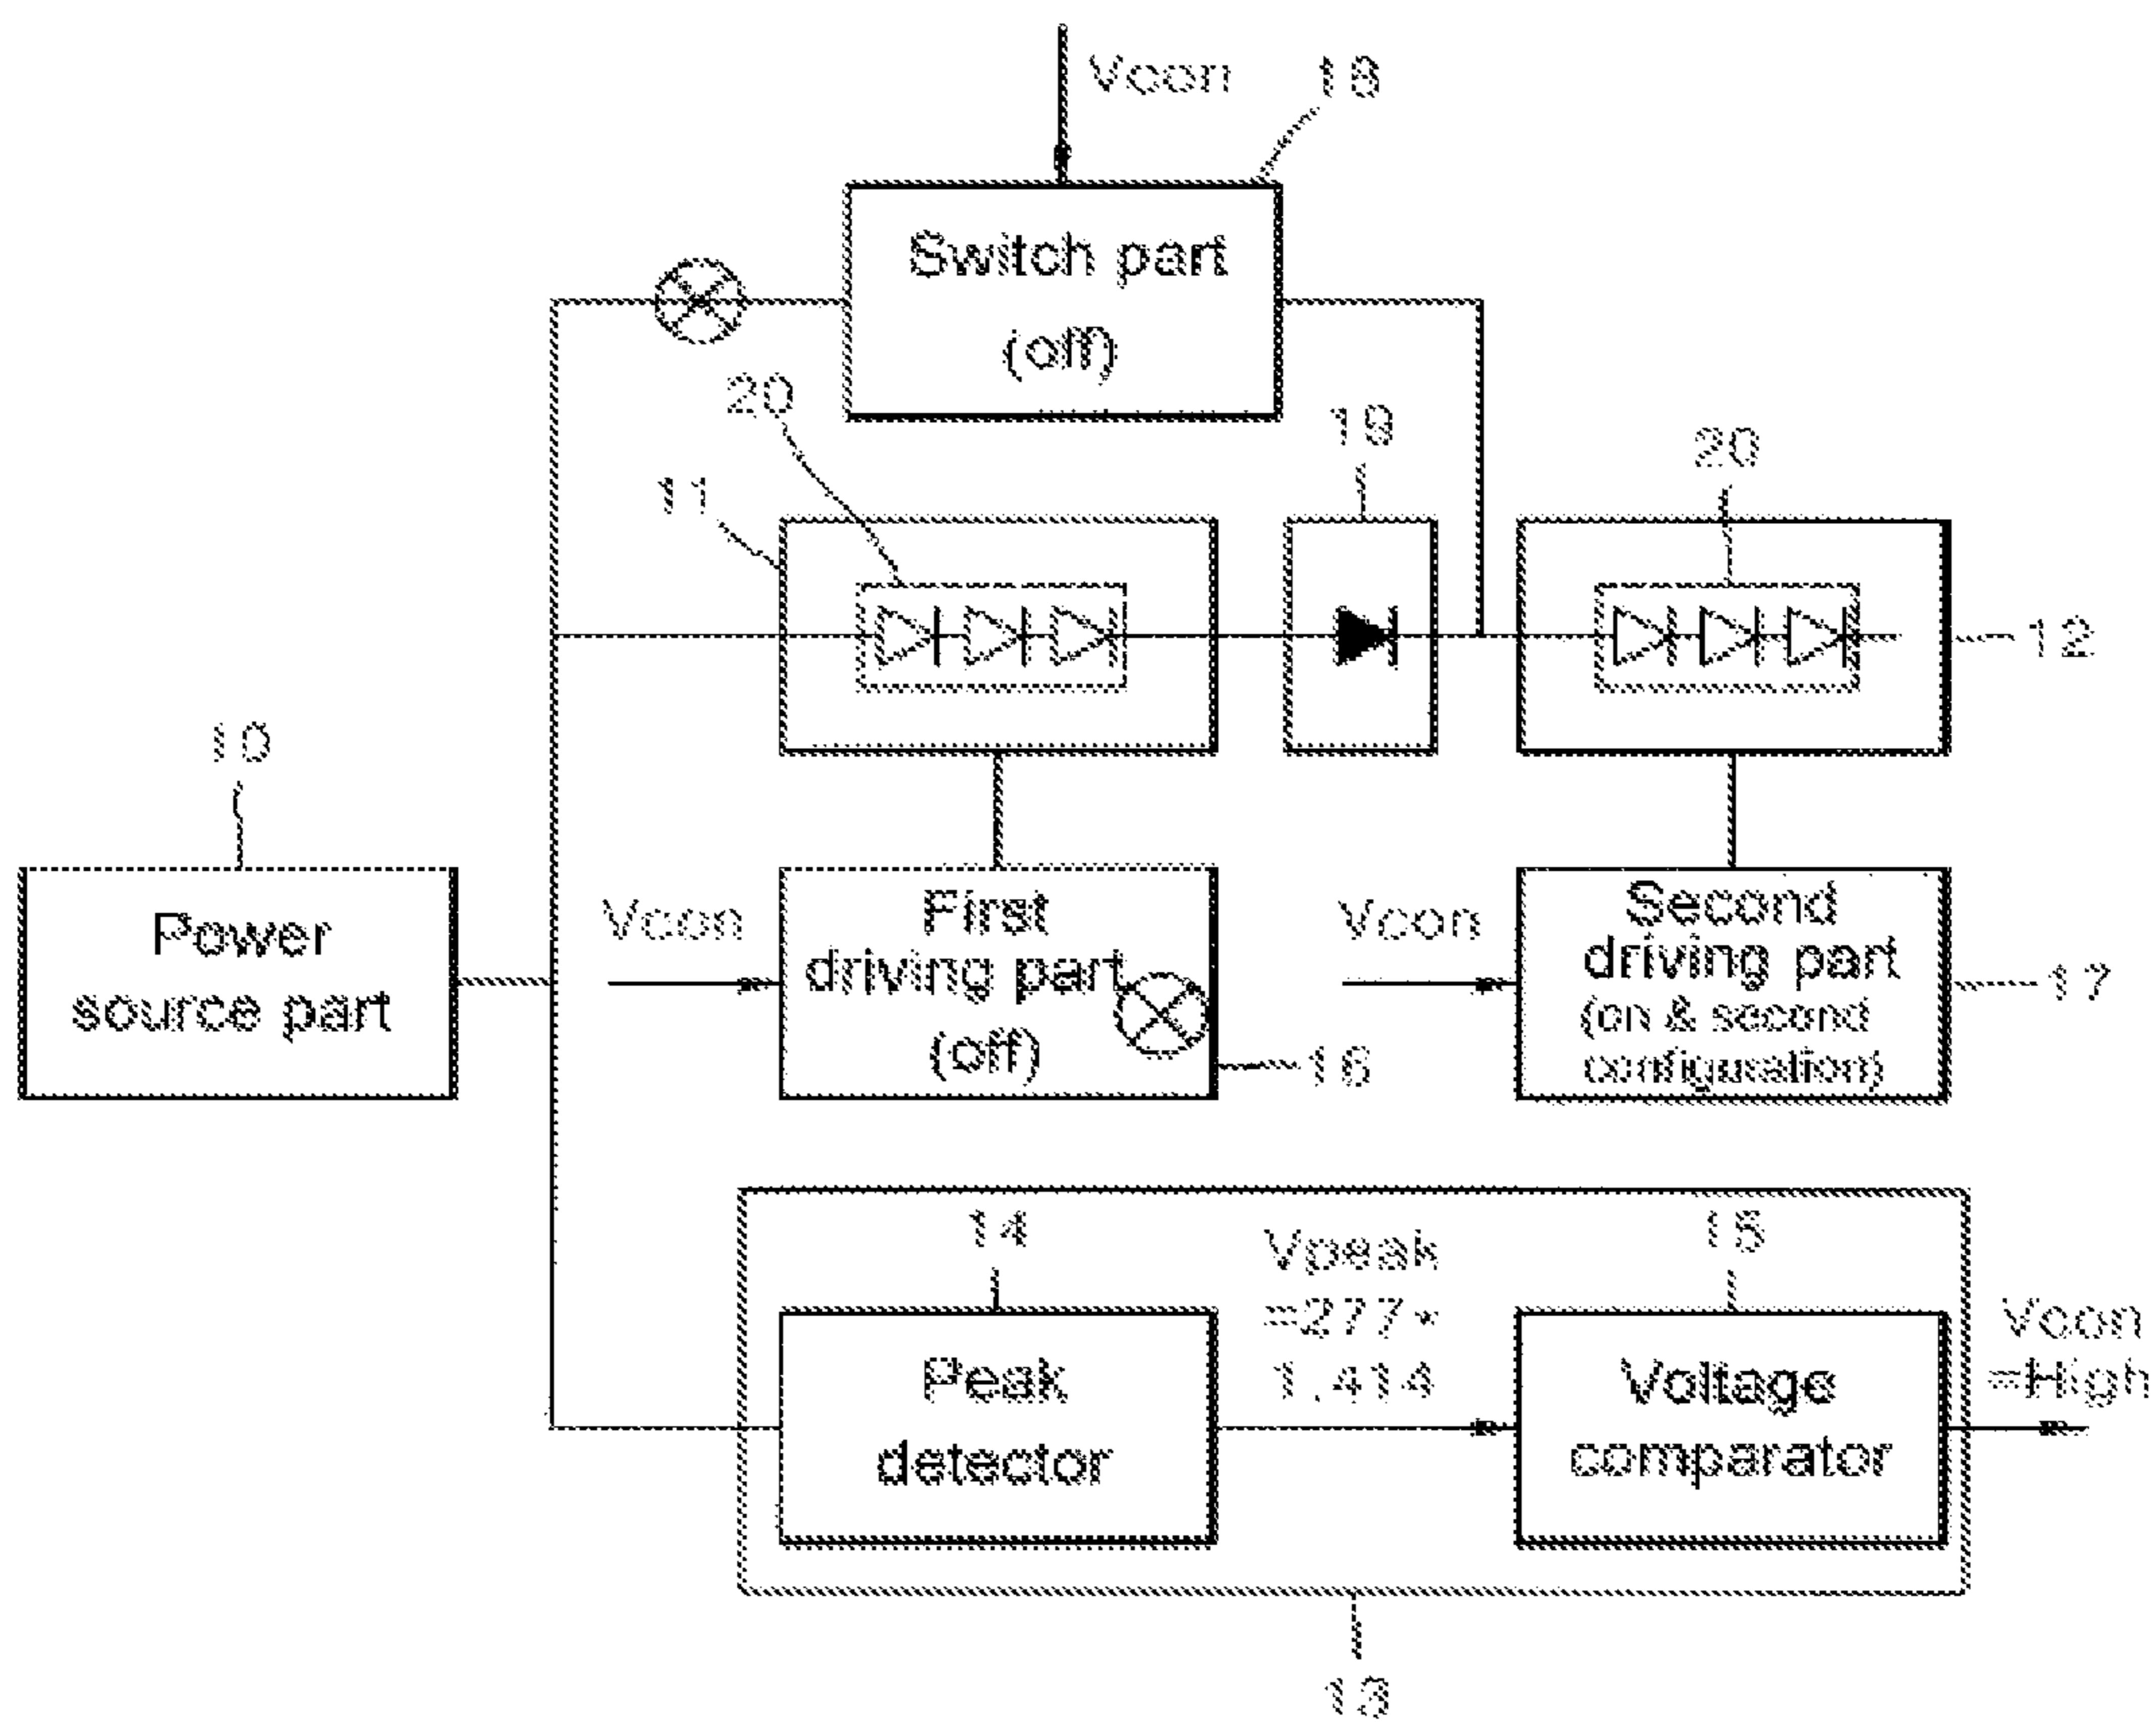 Vcon
18
Switch part
(off)
20
11
19
20
12
10
Power
source part
Vcon
First
driving part
(off)
16
Vcon
Second
driving part
(on & second
configuration)
17
14
Vpeak
=277*
1.414
15
Peak
detector
Voltage
comparator
Vcon
=High
13